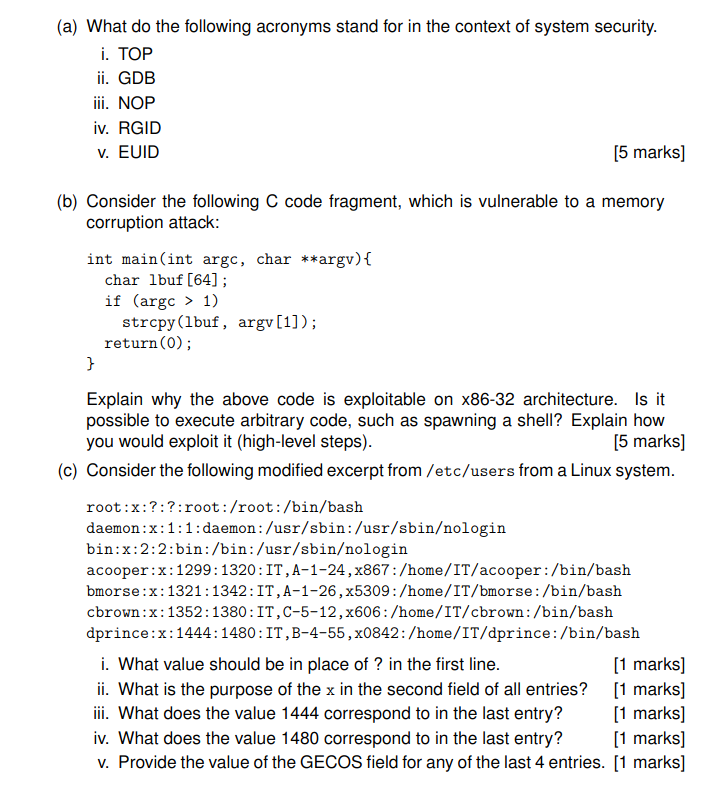 (a) What do the following acronyms stand for in the context of system security.
i. TOP
ii. GDB
iii. NOP
iv. RGID
v. EUID [5 marks]
(b) Consider the following C code fragment, which is vulnerable to a memory
corruption attack:
int main(int argc, char **argv){
char lbuf[64];
if (argc > 1)
strcpy(lbuf, argv[1]);
return(0);
}
Explain why the above code is exploitable on x86-32 architecture. Is it
possible to execute arbitrary code, such as spawning a shell? Explain how
you would exploit it (high-level steps). [5 marks]
(c) Consider the following modified excerpt from /etc/users from a Linux system.
root:x:?:?:root:/root:/bin/bash
daemon:x:1:1:daemon:/usr/sbin:/usr/sbin/nologin
bin:x:2:2:bin:/bin:/usr/sbin/nologin
acooper:x:1299:1320:IT,A-1-24,x867:/home/IT/acooper:/bin/bash
bmorse:x:1321:1342:IT,A-1-26,x5309:/home/IT/bmorse:/bin/bash
cbrown:x:1352:1380:IT,C-5-12,x606:/home/IT/cbrown:/bin/bash
dprince:x:1444:1480:IT,B-4-55,x0842:/home/IT/dprince:/bin/bash
i. What value should be in place of ? in the first line. [1 marks]
ii. What is the purpose of the x in the second field of all entries? [1 marks]
iii. What does the value 1444 correspond to in the last entry? [1 marks]
iv. What does the value 1480 correspond to in the last entry? [1 marks]
v. Provide the value of the GECOS field for any of the last 4 entries. [1 marks]